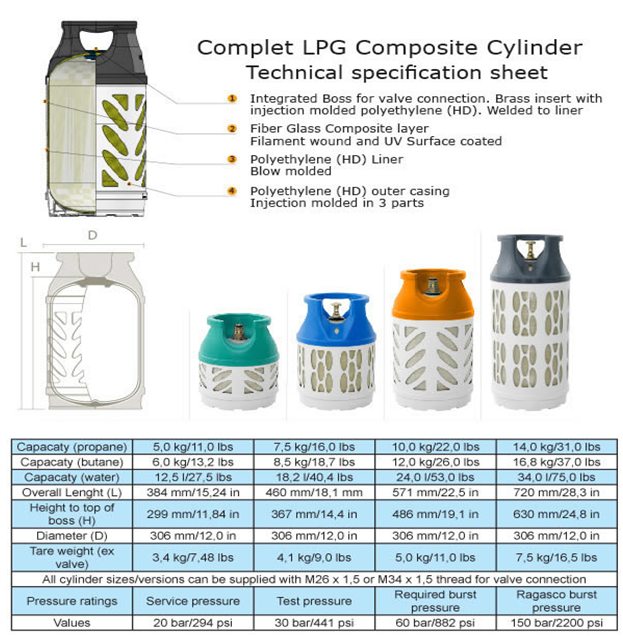 Complet LPG Composite Cylinder
Technical specification sheet
1 Integrated Boss for valve connection. Brass insert with
injection molded polyethylene (HD). Welded to liner
2 Fiber Glass Composite layer
Filament wound and UV Surface coated
3 Polyethylene (HD) Liner
Blow molded
4 Polyethylene (HD) outer casing
Injection molded in 3 parts
L D
H
Capacaty (propane) 5,0 kg/11,0 lbs 7,5 kg/16,0 lbs 10,0 kg/22,0 lbs 14,0 kg/31,0 lbs
Capacaty (butane) 6,0 kg/13,2 lbs 8,5 kg/18,7 lbs 12,0 kg/26,0 lbs 16,8 kg/37,0 lbs
Capacaty (water) 12,5 l/27,5 lbs 18,2 l/40,4 lbs 24,0 l/53,0 lbs 34,0 l/75,0 lbs
Overall Lenght (L) 384 mm/15,24 in 460 mm/18,1 mm 571 mm/22,5 in 720 mm/28,3 in
Height to top of
boss (H) 299 mm/11,84 in 367 mm/14,4 in 486 mm/19,1 in 630 mm/24,8 in
Diameter (D) 306 mm/12,0 in 306 mm/12,0 in 306 mm/12,0 in 306 mm/12,0 in
Tare weight (ex
valve) 3,4 kg/7,48 lbs 4,1 kg/9,0 lbs 5,0 kg/11,0 lbs 7,5 kg/16,5 lbs
All cylinder sizes/versions can be supplied with M26 x 1,5 or M34 x 1,5 thread for valve connection
Pressure ratings Service pressure Test pressure Required burst
pressure Ragasco burst
pressure
Values 20 bar/294 psi 30 bar/441 psi 60 bar/882 psi 150 bar/2200 psi